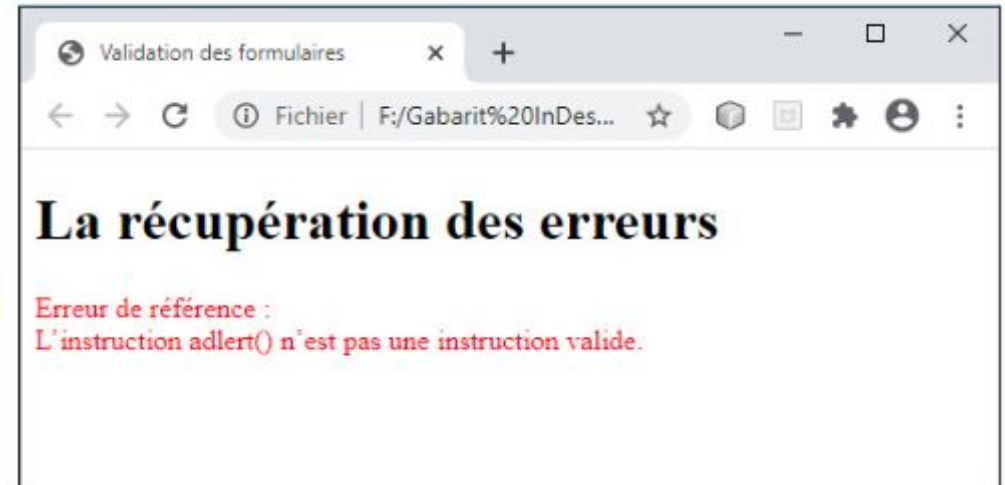 Validation des formulaires
Fichier | F:/Gabarit%20InDes...
La récupération des erreurs
Erreur de référence :
L'instruction adlert() n'est pas une instruction valide.